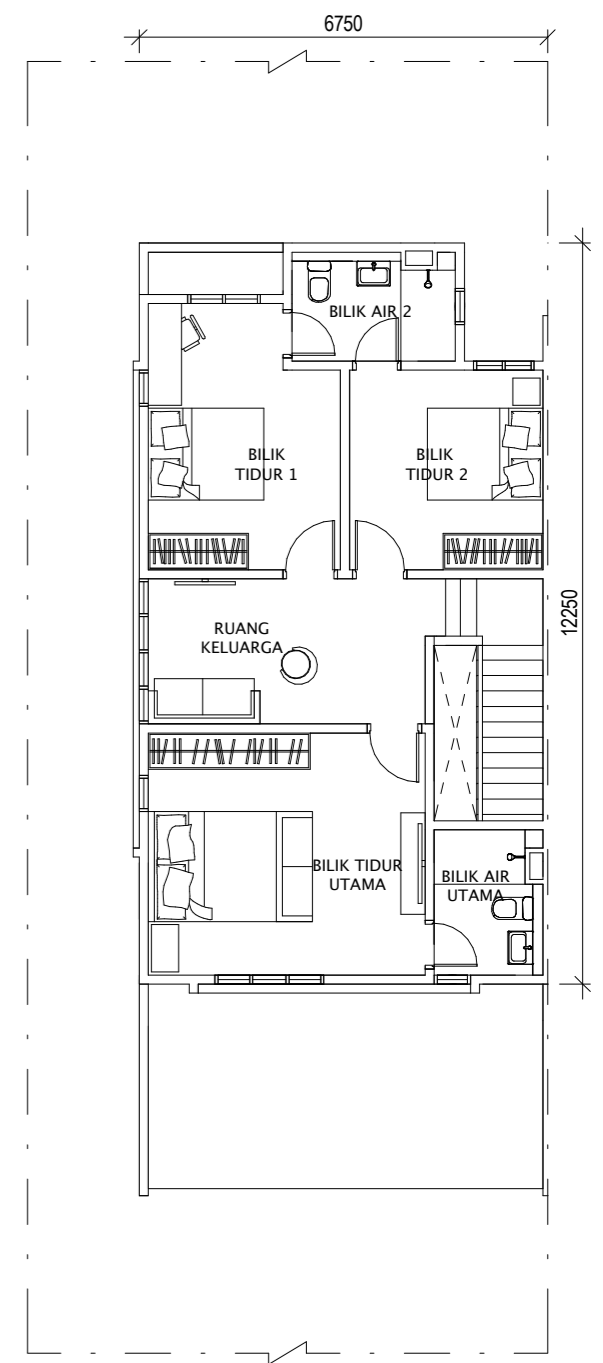 6750
BILIK AIR 2
BILIK
TIDUR 1
BILIK
TIDUR 2
12250
RUANG
KELUARGA
BILIK TIDUR
UTAMA
BILIK AIR
UTAMA